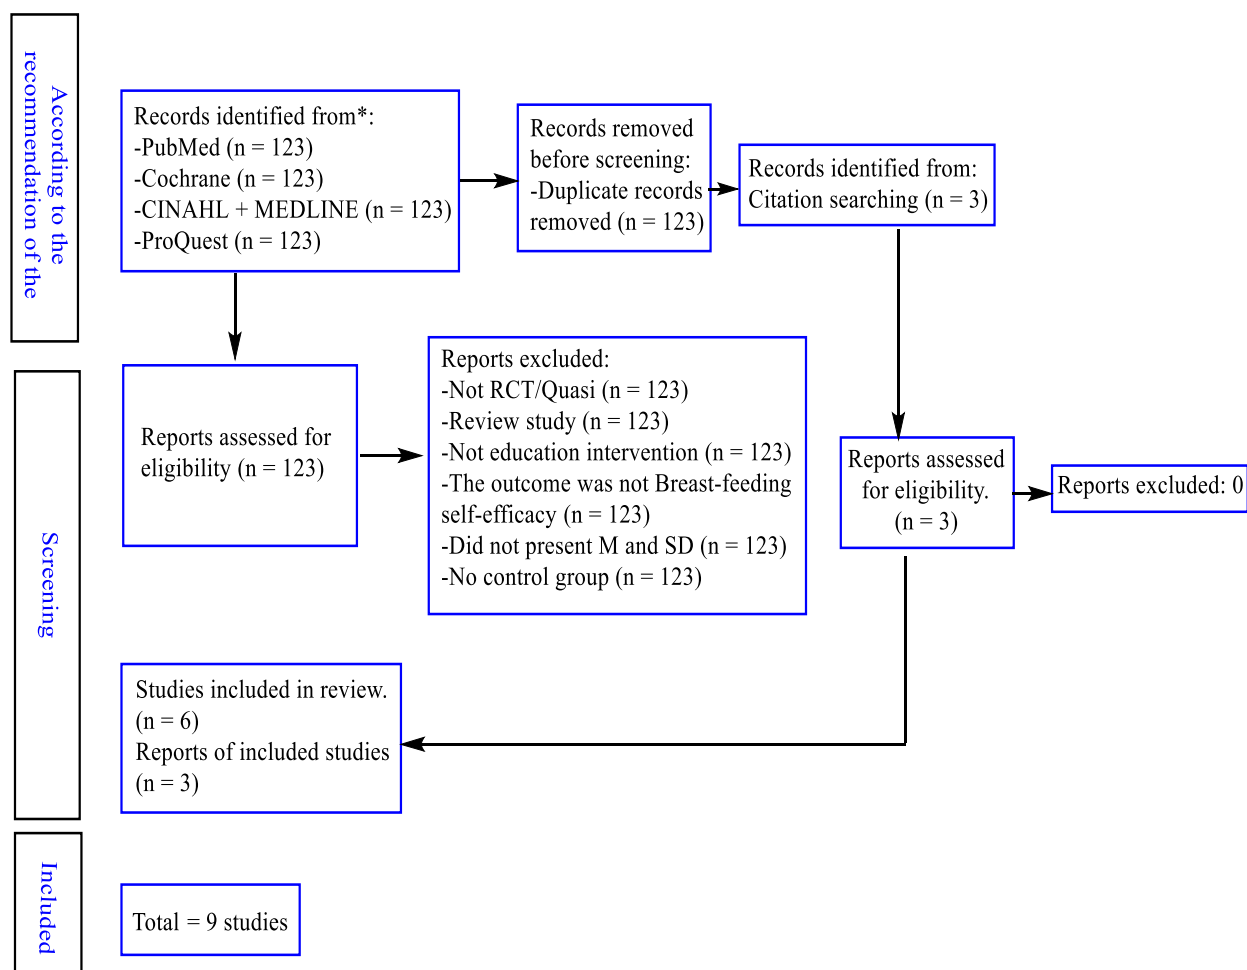 According to the
recommendation of the
Records identified from*:
-PubMed (n = 123)
-Cochrane (n = 123)
-CINAHL + MEDLINE (n = 123)
-ProQuest (n = 123)
Records removed
before screening:
-Duplicate records
removed (n = 123)
Records identified from:
Citation searching (n = 3)
Screening
Reports assessed for
eligibility (n = 123)
Reports excluded:
-Not RCT/Quasi (n = 123)
-Review study (n = 123)
-Not education intervention (n = 123)
-The outcome was not Breast-feeding
self-efficacy (n = 123)
-Did not present M and SD (n = 123)
-No control group (n = 123)
Reports assessed
for eligibility.
(n = 3)
Reports excluded: 0
Studies included in review.
(n = 6)
Reports of included studies
(n = 3)
Included
Total = 9 studies